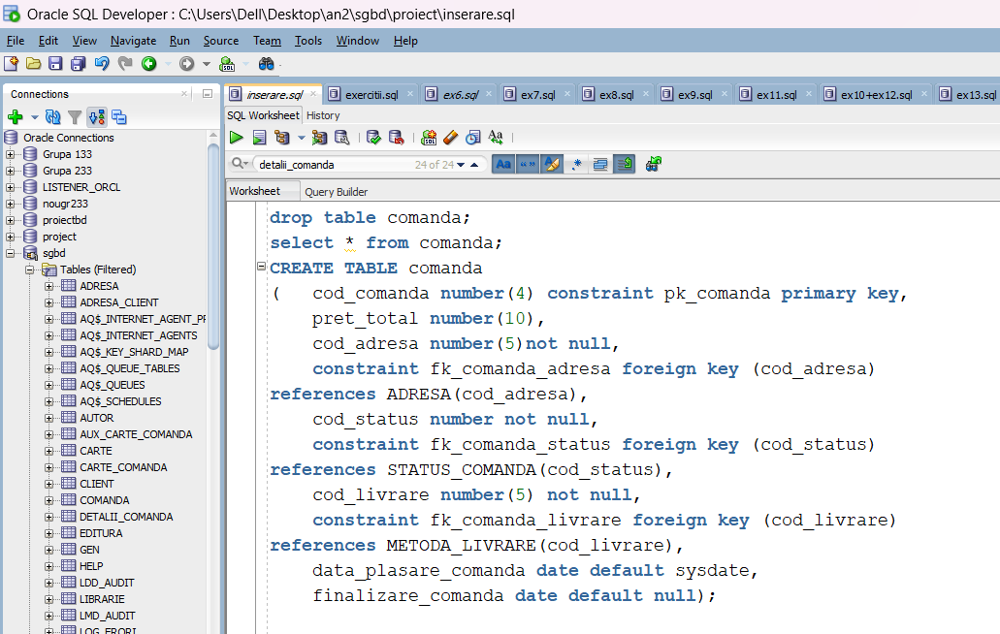 Oracle SQL Developer : C:\Users\Dell\Desktop\an2\sgbd\proiect\inserare.sql
File Edit View Navigate Run Source Team Tools Window Help
Connections
inserare.sql exercitii.sql ex6.sql ex7.sql ex8.sql ex9.sql ex11.sql ex10+ex12.sql ex13.sql
SQL Worksheet History
detalii_comanda 24 of 24
Worksheet Query Builder
Oracle Connections
Grupa 133
Grupa 233
LISTENER_ORCL
nougr233
proiectbd
project
sgbd
Tables (Filtered)
ADRESA
ADRESA_CLIENT
AQ$_INTERNET_AGENT_PR
AQ$_INTERNET_AGENTS
AQ$_KEY_SHARD_MAP
AQ$_QUEUE_TABLES
AQ$_QUEUES
AQ$_SCHEDULES
AUTOR
AUX_CARTE_COMANDA
CARTE
CARTE_COMANDA
CLIENT
COMANDA
DETALII_COMANDA
EDITURA
GEN
HELP
LDD_AUDIT
LIBRARIE
LMD_AUDIT
LOG_ERORI
drop table comanda;
select * from comanda;
CREATE TABLE comanda
( cod_comanda number(4) constraint pk_comanda primary key,
pret_total number(10),
cod_adresa number(5)not null,
constraint fk_comanda_adresa foreign key (cod_adresa)
references ADRESA(cod_adresa),
cod_status number not null,
constraint fk_comanda_status foreign key (cod_status)
references STATUS_COMANDA(cod_status),
cod_livrare number(5) not null,
constraint fk_comanda_livrare foreign key (cod_livrare)
references METODA_LIVRARE(cod_livrare),
data_plasare_comanda date default sysdate,
finalizare_comanda date default null);